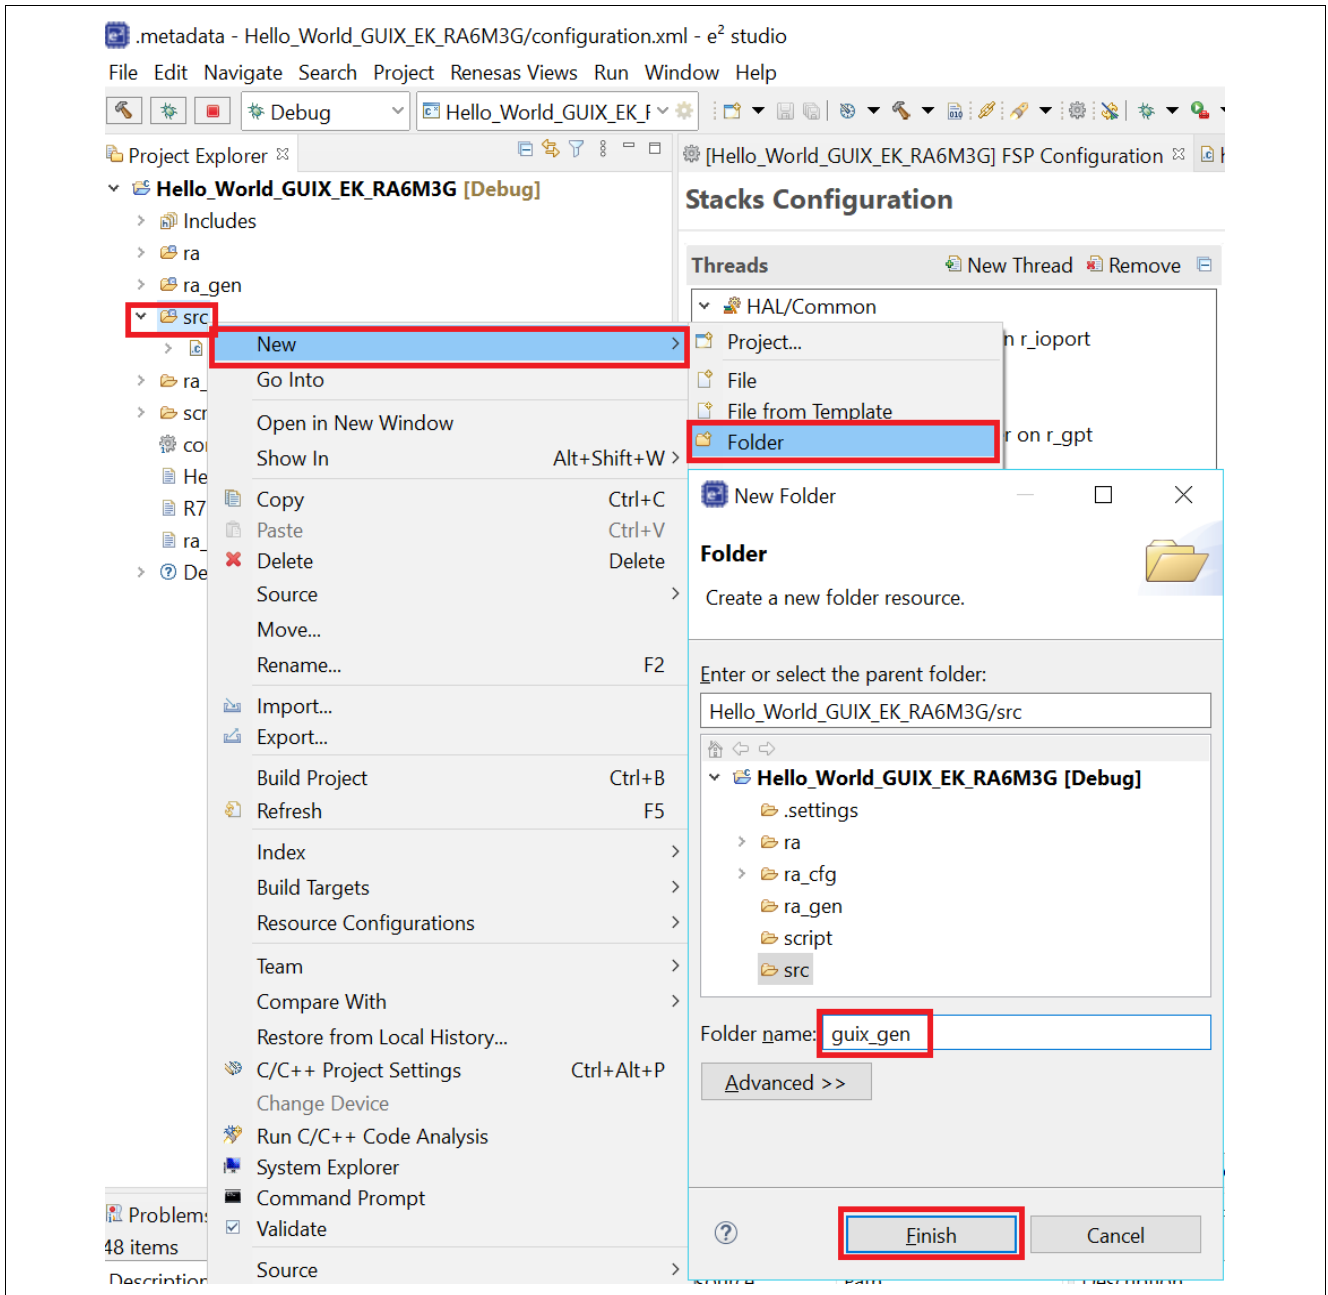 .metadata - Hello_World_GUIX_EK_RA6M3G/configuration.xml - e² studio
File Edit Navigate Search Project Renesas Views Run Window Help
Debug
Hello_World_GUIX_EK_F
Project Explorer
[Hello_World_GUIX_EK_RA6M3G] FSP Configuration
Hello_World_GUIX_EK_RA6M3G [Debug]
Includes
ra
ra_gen
src
ra_
scr
He
R7
ra_
De
Stacks Configuration
Threads
New Thread
Remove
HAL/Common
n r_ioport
r on r_gpt
New
Go Into
Open in New Window
Show In Alt+Shift+W
Copy Ctrl+C
Paste Ctrl+V
Delete Delete
Source
Move...
Rename... F2
Import...
Export...
Build Project Ctrl+B
Refresh F5
Index
Build Targets
Resource Configurations
Team
Compare With
Restore from Local History...
C/C++ Project Settings Ctrl+Alt+P
Change Device
Run C/C++ Code Analysis
System Explorer
Command Prompt
Validate
Source
Project...
File
File from Template
Folder
New Folder
Folder
Create a new folder resource.
Enter or select the parent folder:
Hello_World_GUIX_EK_RA6M3G/src
Hello_World_GUIX_EK_RA6M3G [Debug]
.settings
ra
ra_cfg
ra_gen
script
src
Folder name: guix_gen
Advanced >>
Finish
Cancel
Problems
48 items
Description